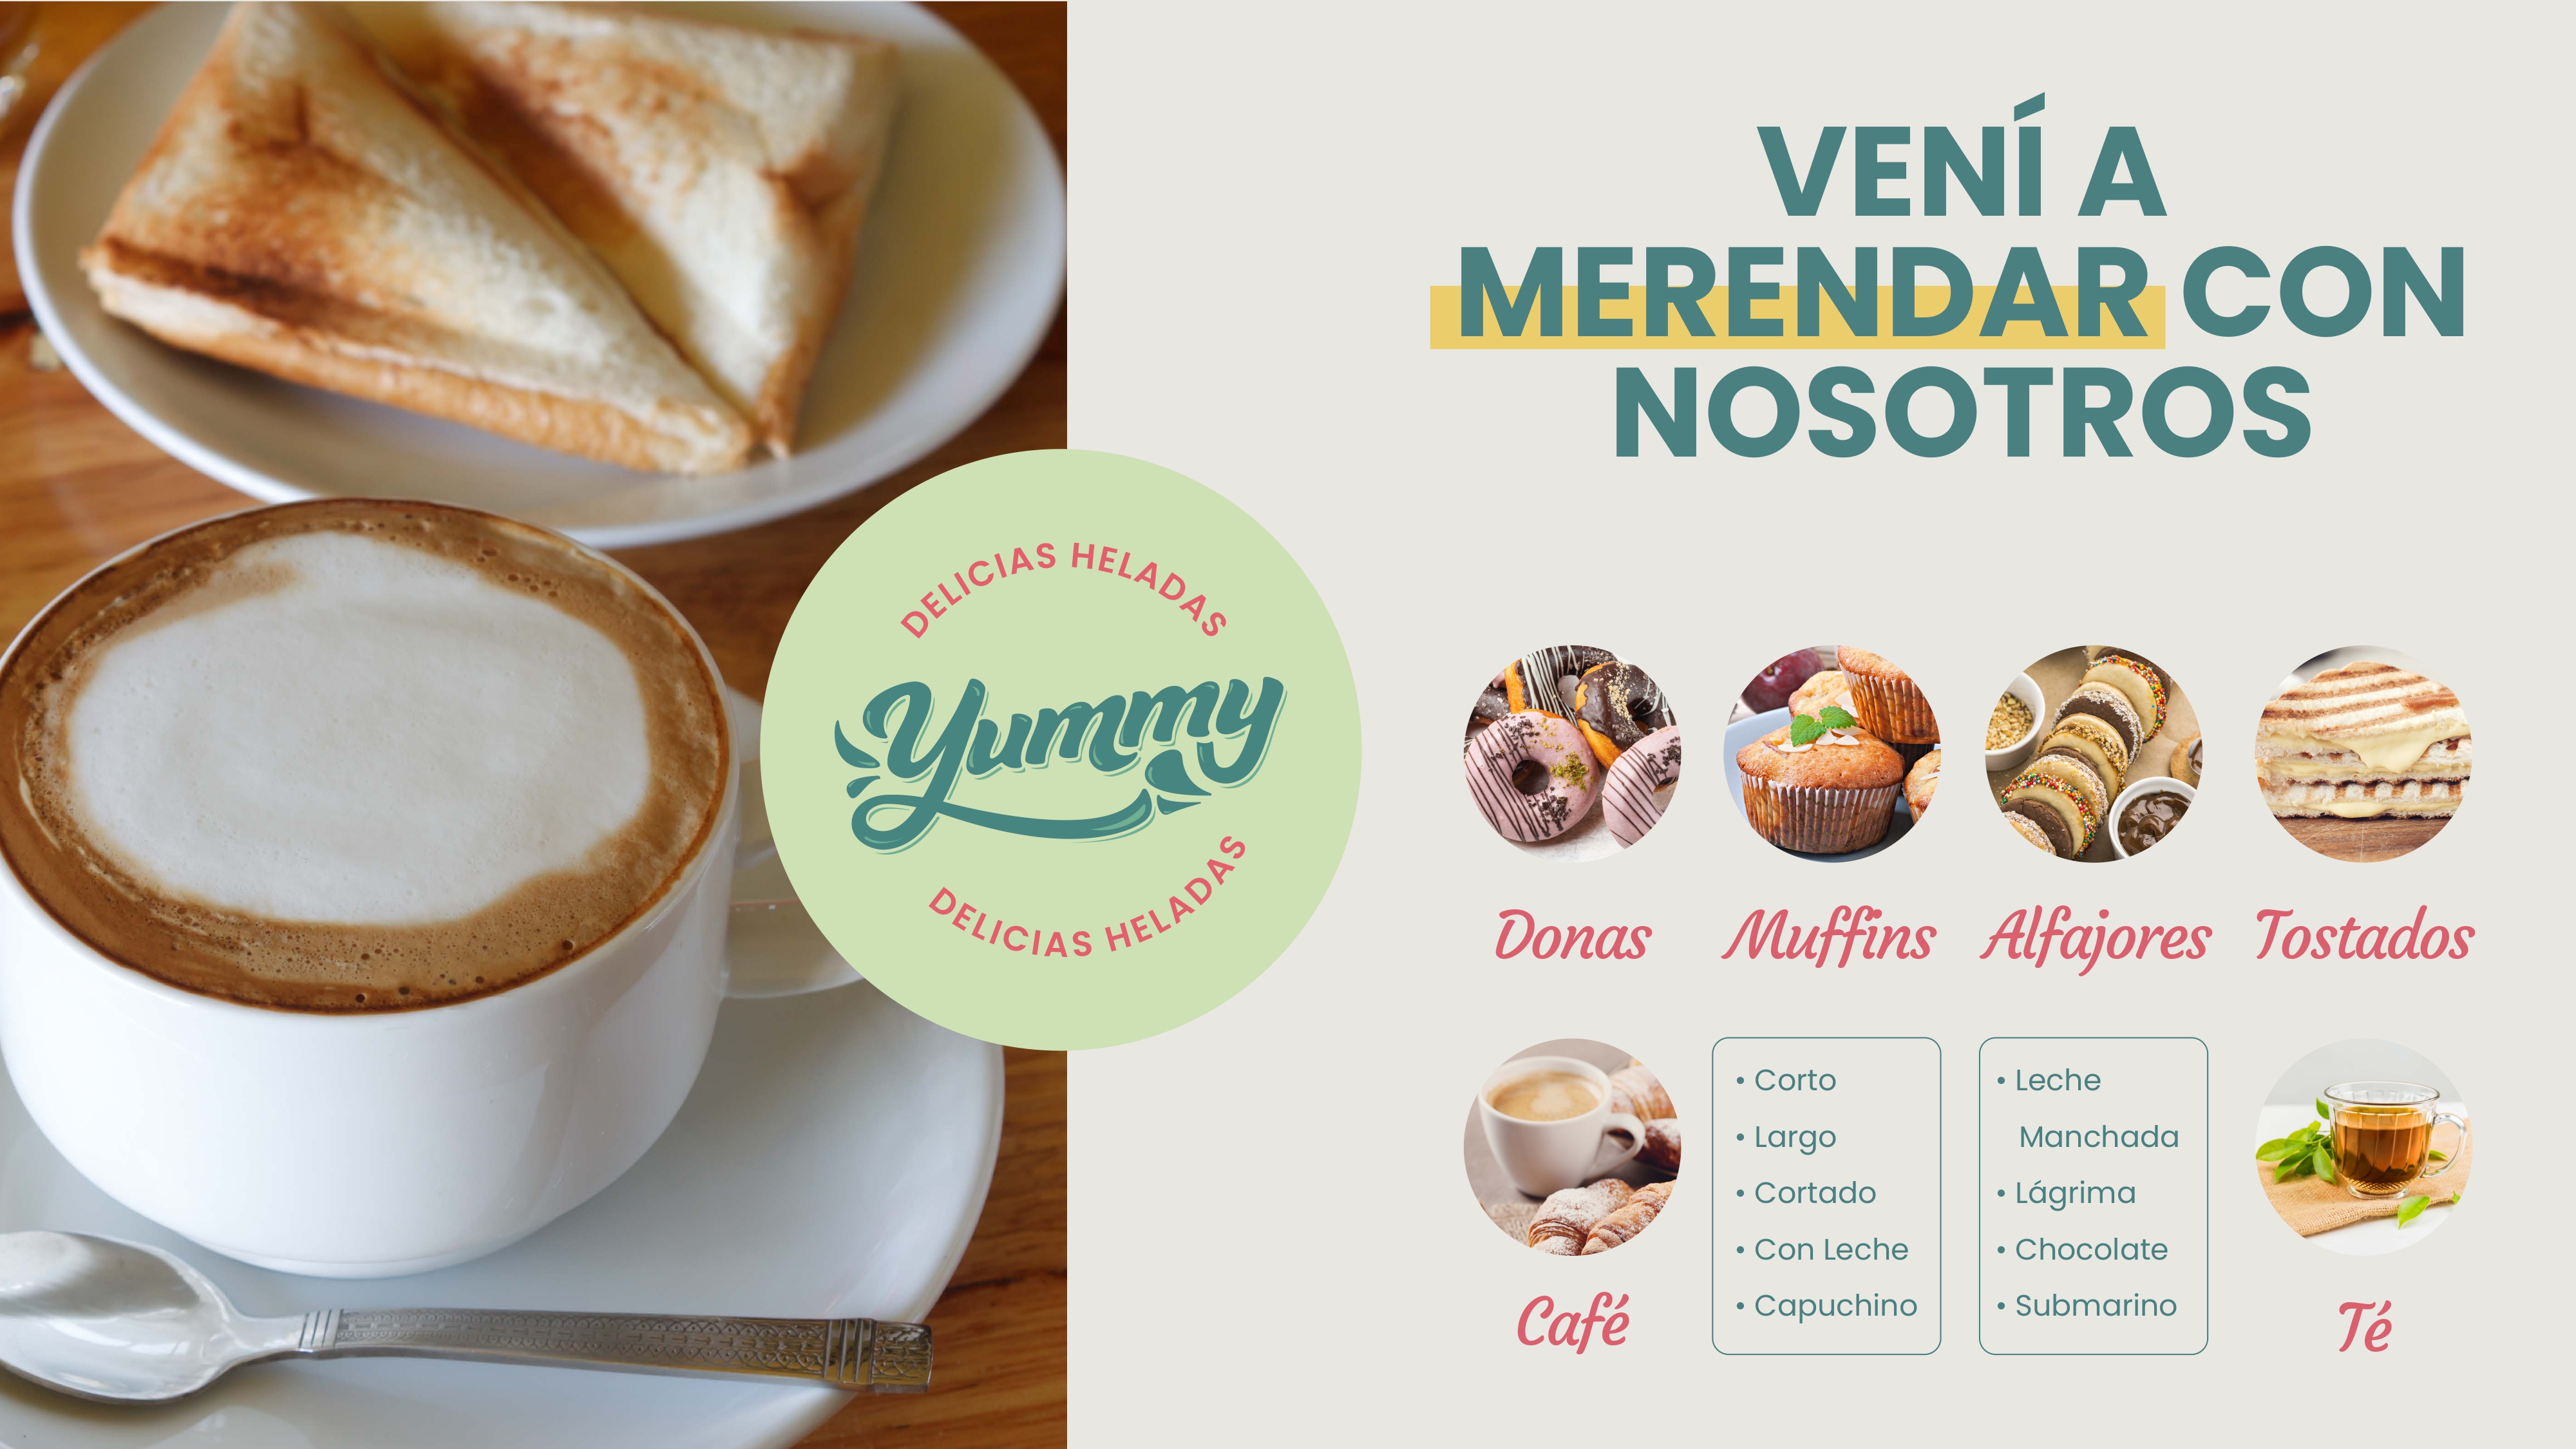 VENÍ A
MERENDAR CON
NOSOTROS
DELICIAS HELADAS
Yummy
DELICIAS HELADAS
Donas
Muffins
Alfajores
Tostados
Café
• Corto
• Largo
• Cortado
• Con Leche
• Capuchino
• Leche
Manchada
• Lágrima
• Chocolate
• Submarino
Té